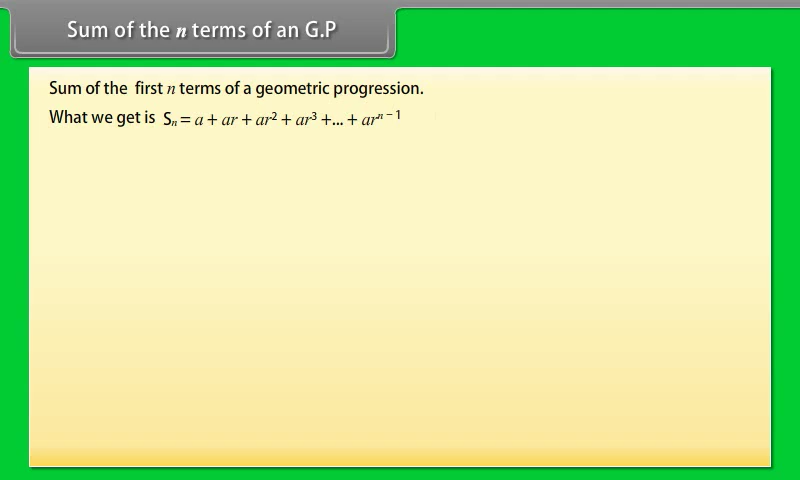 Sum of the n terms of an G.P
Sum of the first n terms of a geometric progression.
What we get is Sₙ = a + ar + ar² + ar³ +... + arⁿ⁻¹